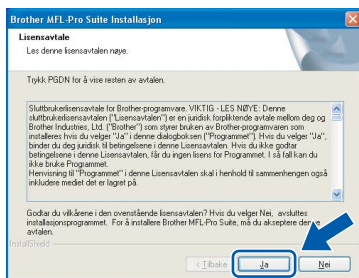 Brother MFL-Pro Suite Installasjon
Lisensavtale
Les denne lisensavtalen nøye.
Trykk PGDN for å vise resten av avtalen.
Sluttbrukerlisensavtale for Brother-programvare. VIKTIG - LES NØYE: Denne
sluttbrukerlisensavtalen ("Lisensavtalen") er en juridisk forpliktende avtale mellom deg og
Brother Industries, Ltd. ("Brother") som styrer bruken av Brother-programvaren som
installeres hvis du velger "Ja" i denne dialogboksen ("Programmet"). Hvis du velger "Ja",
binder du deg juridisk til betingelsene i denne Lisensavtalen. Hvis du ikke godtar
betingelsene i denne Lisensavtalen, får du ingen lisens for Programmet. I så fall kan du
ikke bruke Programmet.
Henvisning til "Programmet" i denne Lisensavtalen skal i henhold til sammenhengen også
inkludere mediet det er lagret på.
Godtar du vilkårene i den ovenstående lisensavtalen? Hvis du velger Nei, avsluttes
installasjonsprogrammet. For å installere Brother MFL-Pro Suite, må du akseptere denne
avtalen.
InstallShield
< Tilbake
Ja
Nei